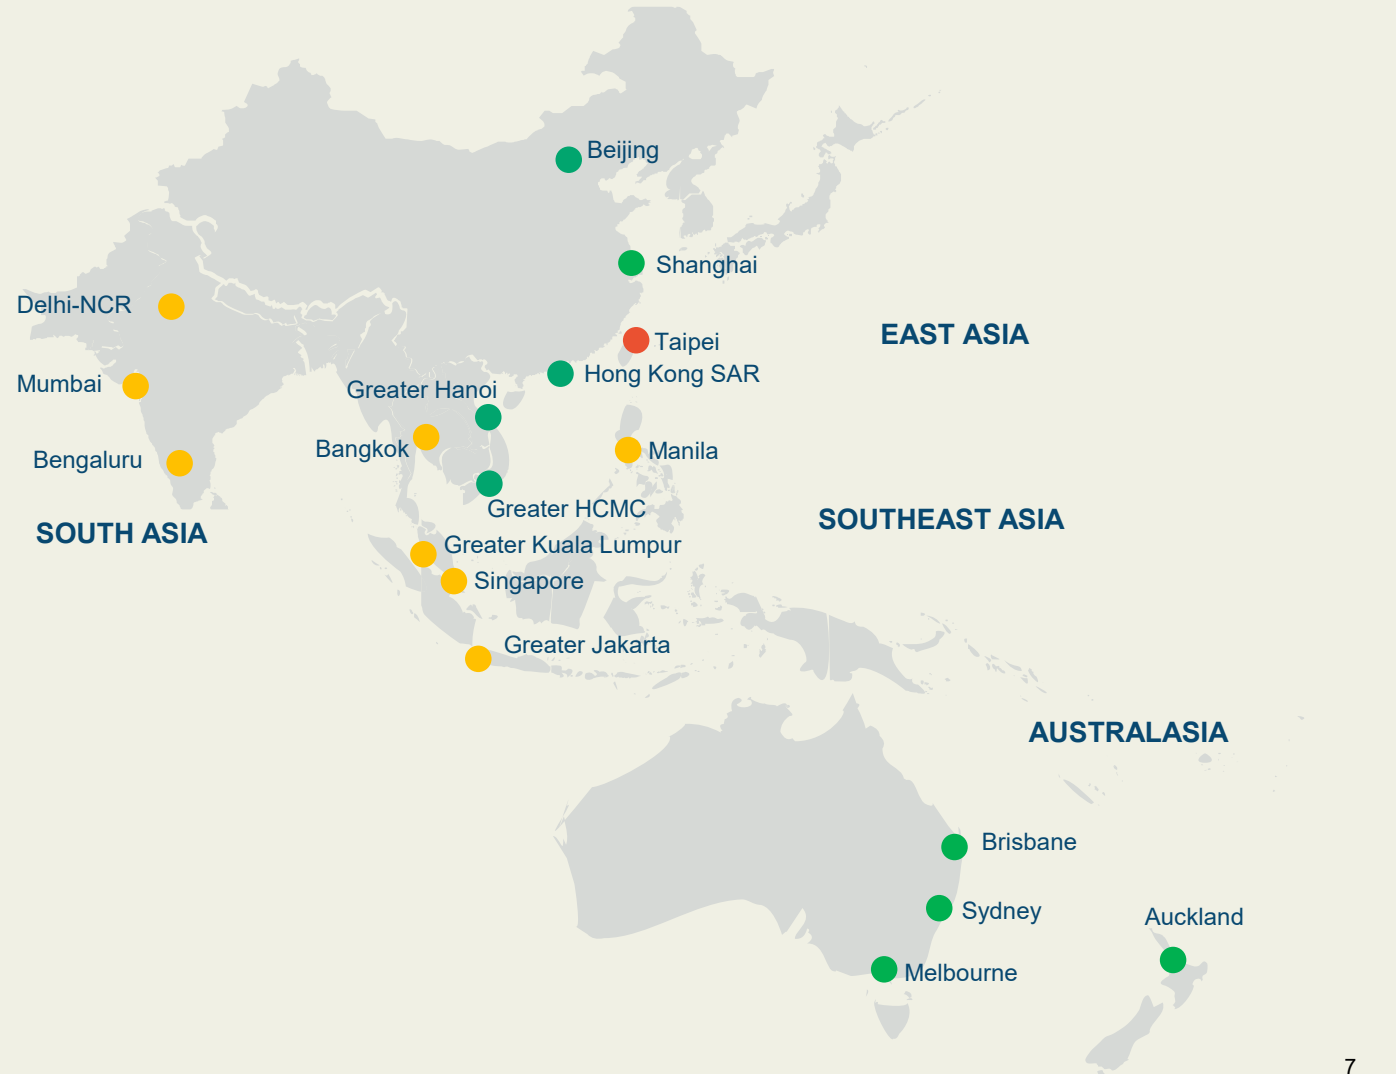 Beijing
Shanghai
Delhi-NCR
EAST ASIA
Taipei
Hong Kong SAR
Mumbai
Greater Hanoi
Bangkok
Manila
Bengaluru
Greater HCMC
SOUTHEAST ASIA
SOUTH ASIA
Greater Kuala Lumpur
Singapore
Greater Jakarta
AUSTRALASIA
Brisbane
Sydney
Auckland
Melbourne
7